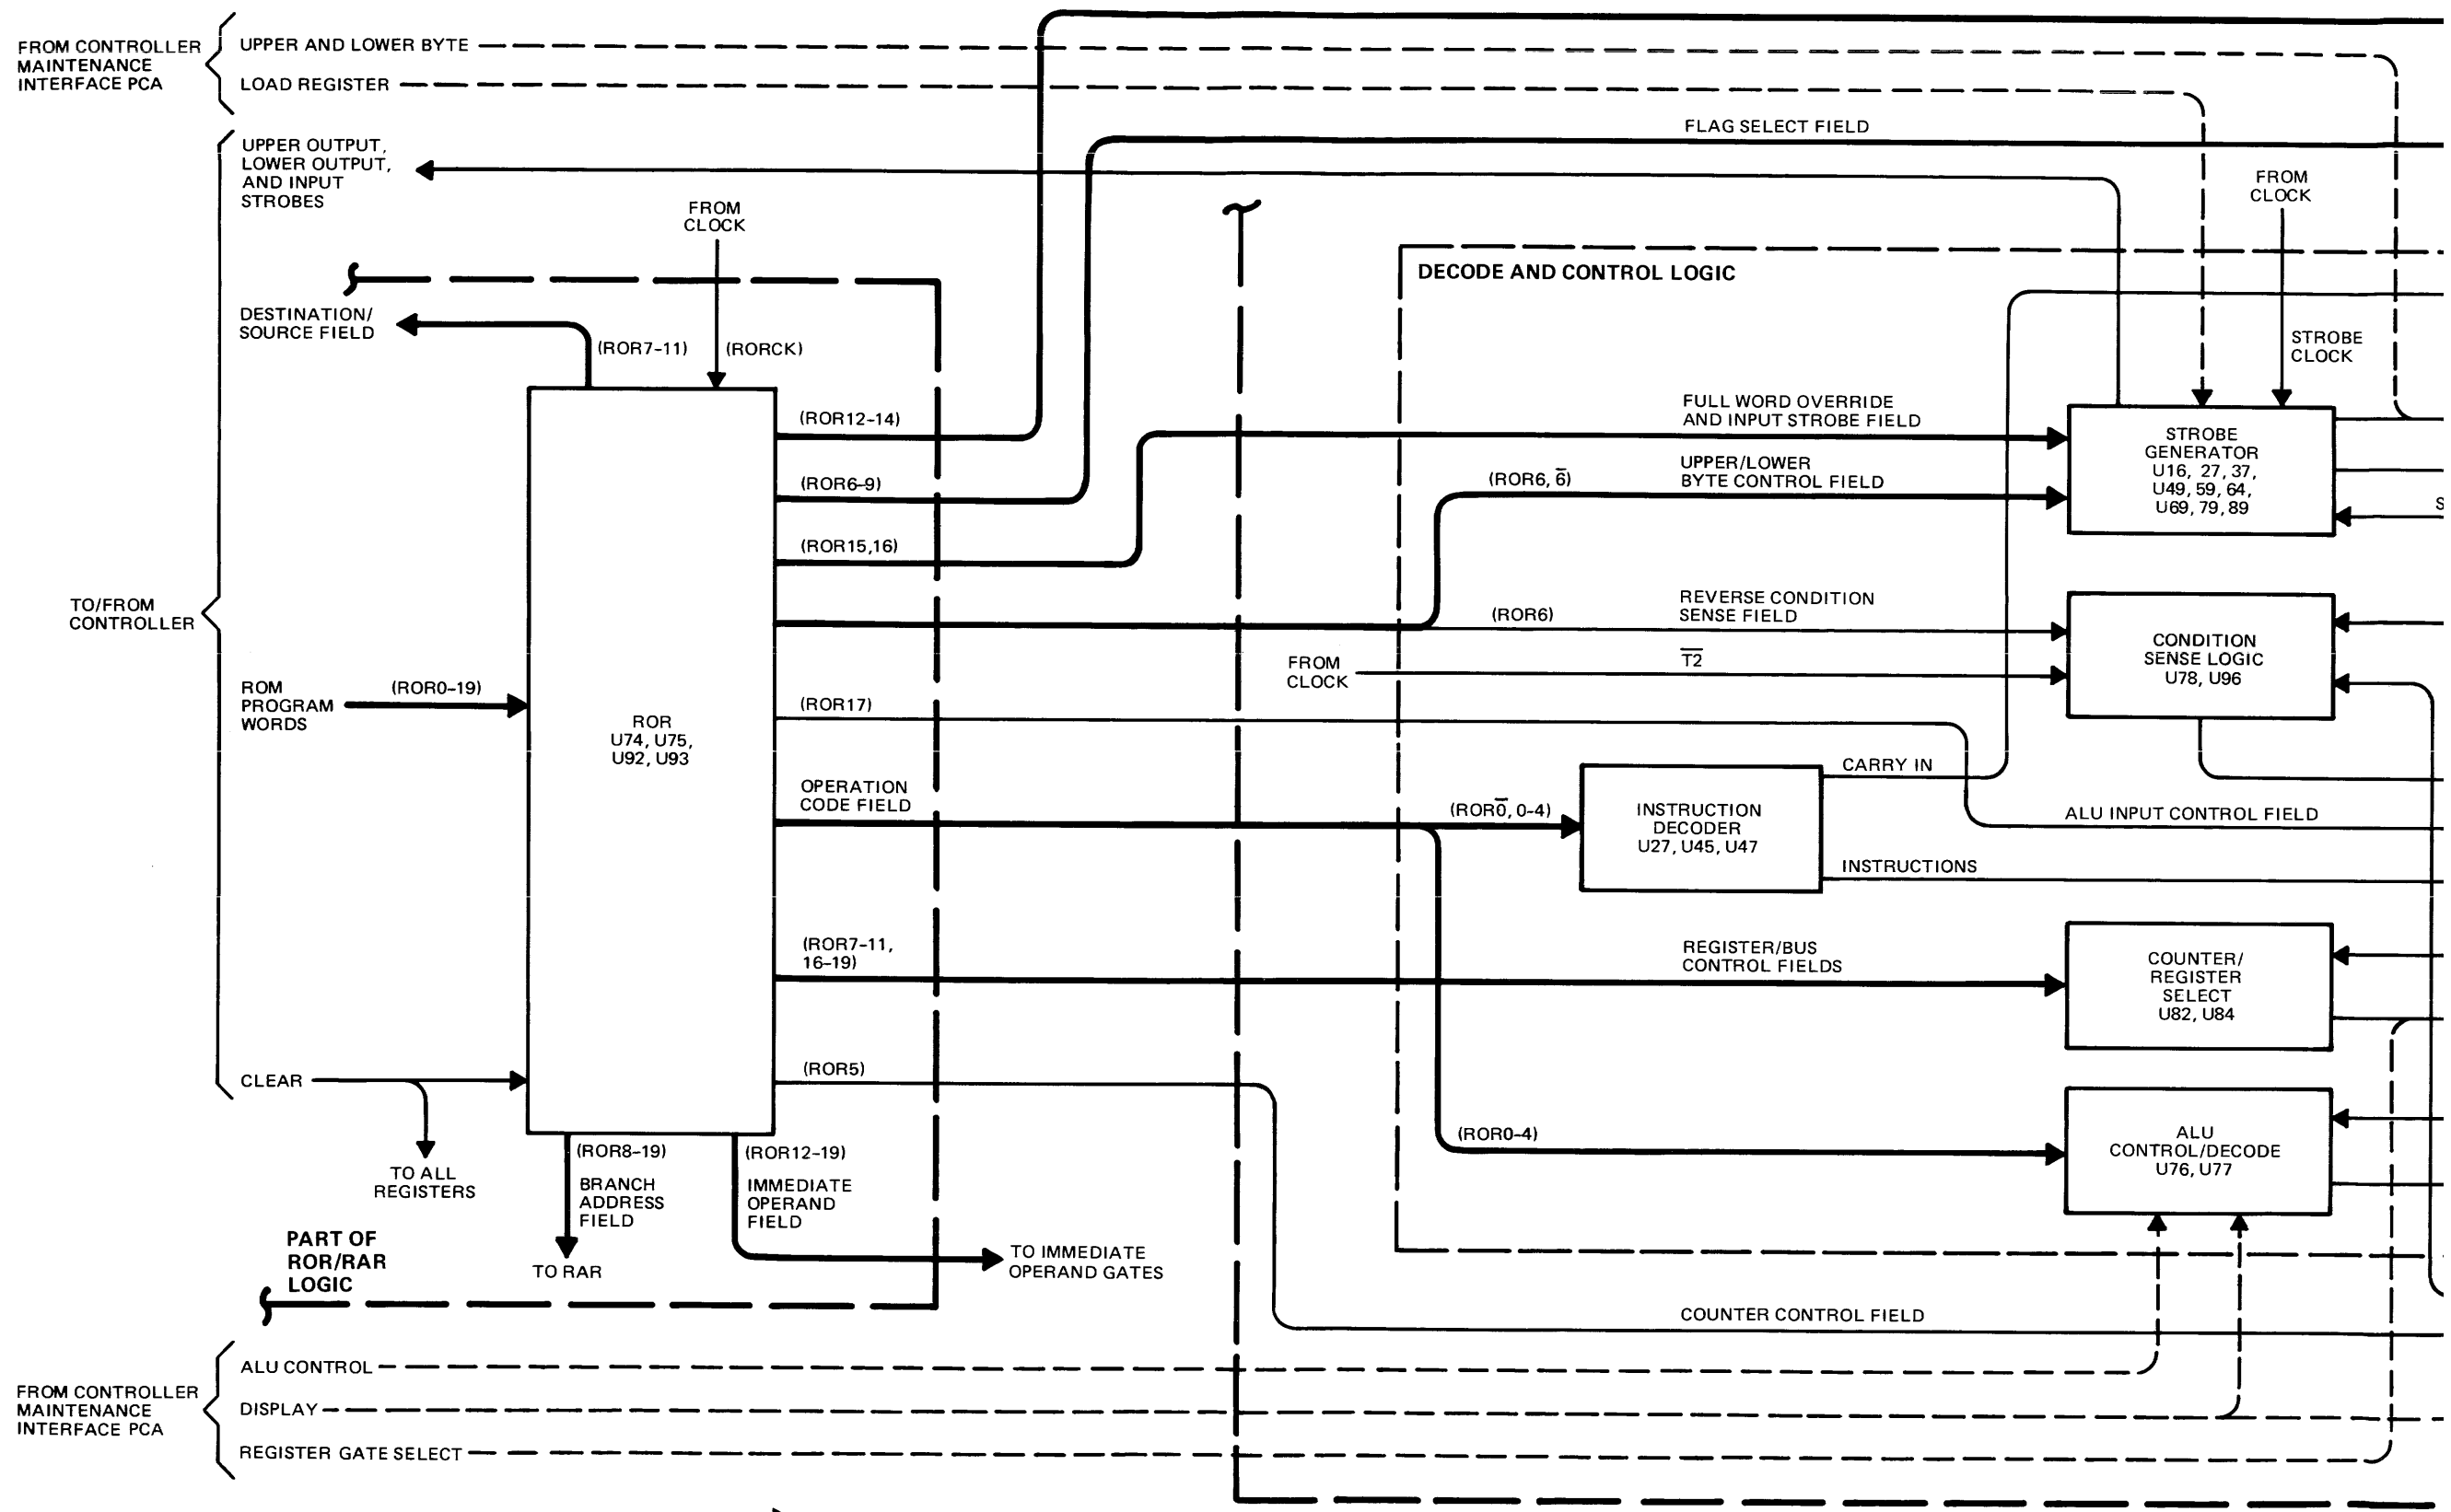 FROM CONTROLLER
MAINTENANCE
INTERFACE PCA
UPPER AND LOWER BYTE
LOAD REGISTER
UPPER OUTPUT,
LOWER OUTPUT,
AND INPUT
STROBES
FLAG SELECT FIELD
FROM
CLOCK
FROM
CLOCK
DECODE AND CONTROL LOGIC
DESTINATION/
SOURCE FIELD
(ROR7-11)
(RORCK)
STROBE
CLOCK
(ROR12-14)
FULL WORD OVERRIDE
AND INPUT STROBE FIELD
STROBE
GENERATOR
U16, 27, 37,
U49, 59, 64,
U69, 79, 89
(ROR6-9)
(ROR6, 6̅)
UPPER/LOWER
BYTE CONTROL FIELD
S
(ROR15,16)
TO/FROM
CONTROLLER
(ROR6)
REVERSE CONDITION
SENSE FIELD
CONDITION
SENSE LOGIC
U78, U96
FROM
CLOCK
T̅2̅
ROM
PROGRAM
WORDS
(ROR0-19)
ROR
U74, U75,
U92, U93
(ROR17)
OPERATION
CODE FIELD
(ROR0̅, 0-4)
INSTRUCTION
DECODER
U27, U45, U47
CARRY IN
ALU INPUT CONTROL FIELD
INSTRUCTIONS
(ROR7-11,
16-19)
REGISTER/BUS
CONTROL FIELDS
COUNTER/
REGISTER
SELECT
U82, U84
CLEAR
(ROR5)
TO ALL
REGISTERS
(ROR8-19)
BRANCH
ADDRESS
FIELD
(ROR12-19)
IMMEDIATE
OPERAND
FIELD
(ROR0-4)
ALU
CONTROL/DECODE
U76, U77
PART OF
ROR/RAR
LOGIC
TO RAR
TO IMMEDIATE
OPERAND GATES
COUNTER CONTROL FIELD
FROM CONTROLLER
MAINTENANCE
INTERFACE PCA
ALU CONTROL
DISPLAY
REGISTER GATE SELECT